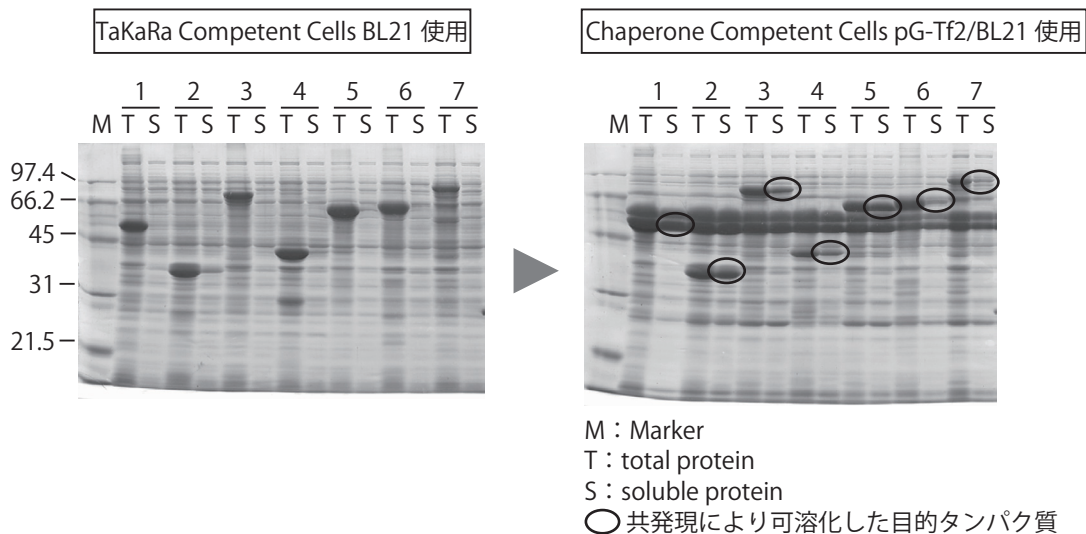 TaKaRa Competent Cells BL21 使用
1 2 3 4 5 6 7
M T S T S T S T S T S T S T S
97.4
66.2
45
31
21.5
Chaperone Competent Cells pG-Tf2/BL21 使用
1 2 3 4 5 6 7
M T S T S T S T S T S T S T S
M：Marker
T：total protein
S：soluble protein
共発現により可溶化した目的タンパク質